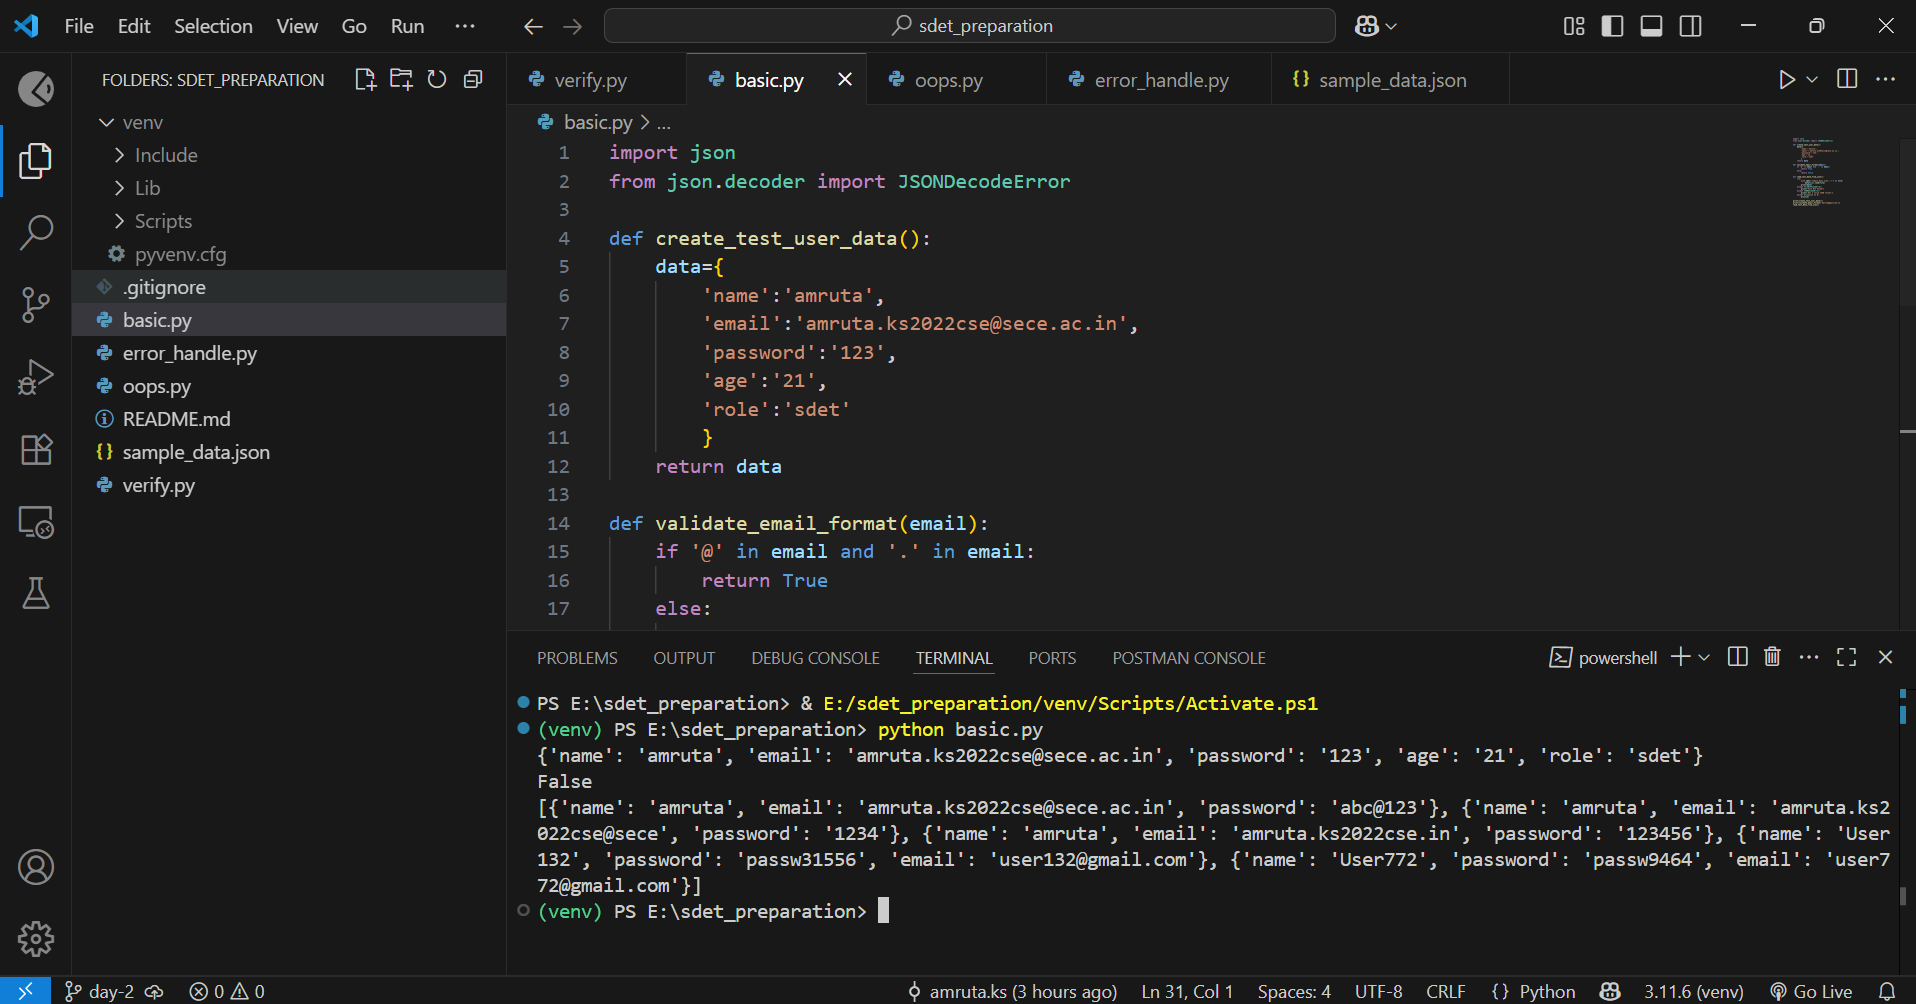 File Edit Selection View Go Run ···
sdet_preparation
FOLDERS: SDET_PREPARATION
venv
Include
Lib
Scripts
pyvenv.cfg
.gitignore
basic.py
error_handle.py
oops.py
README.md
sample_data.json
verify.py
verify.py basic.py oops.py error_handle.py {} sample_data.json
basic.py > ...
1 import json
2 from json.decoder import JSONDecodeError
3
4 def create_test_user_data():
5 data={
6 'name':'amruta',
7 'email':'amruta.ks2022cse@sece.ac.in',
8 'password':'123',
9 'age':'21',
10 'role':'sdet'
11 }
12 return data
13
14 def validate_email_format(email):
15 if '@' in email and '.' in email:
16 return True
17 else:
PROBLEMS OUTPUT DEBUG CONSOLE TERMINAL PORTS POSTMAN CONSOLE
powershell
PS E:\sdet_preparation> & E:/sdet_preparation/venv/Scripts/Activate.ps1
(venv) PS E:\sdet_preparation> python basic.py
{'name': 'amruta', 'email': 'amruta.ks2022cse@sece.ac.in', 'password': '123', 'age': '21', 'role': 'sdet'}
False
[{'name': 'amruta', 'email': 'amruta.ks2022cse@sece.ac.in', 'password': 'abc@123'}, {'name': 'amruta', 'email': 'amruta.ks2
022cse@sece', 'password': '1234'}, {'name': 'amruta', 'email': 'amruta.ks2022cse.in', 'password': '123456'}, {'name': 'User
132', 'password': 'passw31556', 'email': 'user132@gmail.com'}, {'name': 'User772', 'password': 'passw9464', 'email': 'user7
72@gmail.com'}]
(venv) PS E:\sdet_preparation>
day-2 0 0 amruta.ks (3 hours ago) Ln 31, Col 1 Spaces: 4 UTF-8 CRLF {} Python 3.11.6 (venv) Go Live